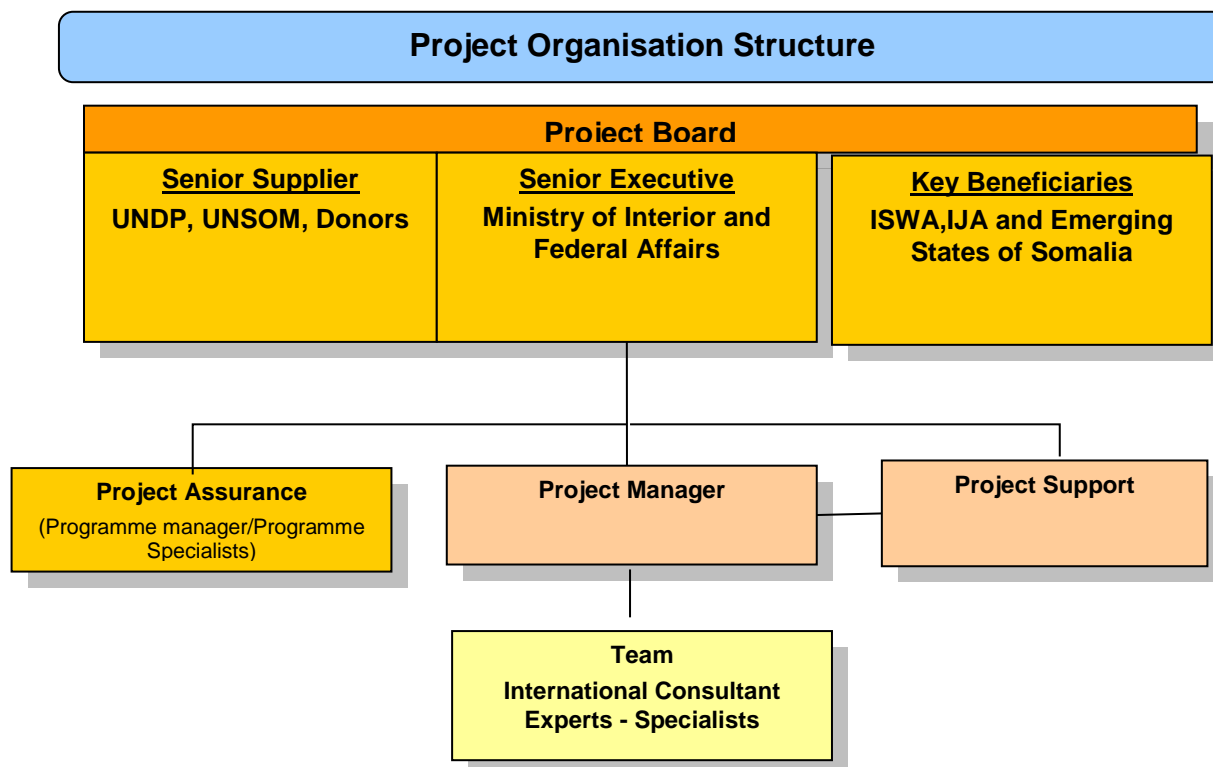 Project Organisation Structure
Project Board
Senior Supplier
UNDP, UNSOM, Donors
Senior Executive
Ministry of Interior and
Federal Affairs
Key Beneficiaries
ISWA,IJA and Emerging
States of Somalia
Project Assurance
(Programme manager/Programme
Specialists)
Project Manager
Project Support
Team
International Consultant
Experts - Specialists